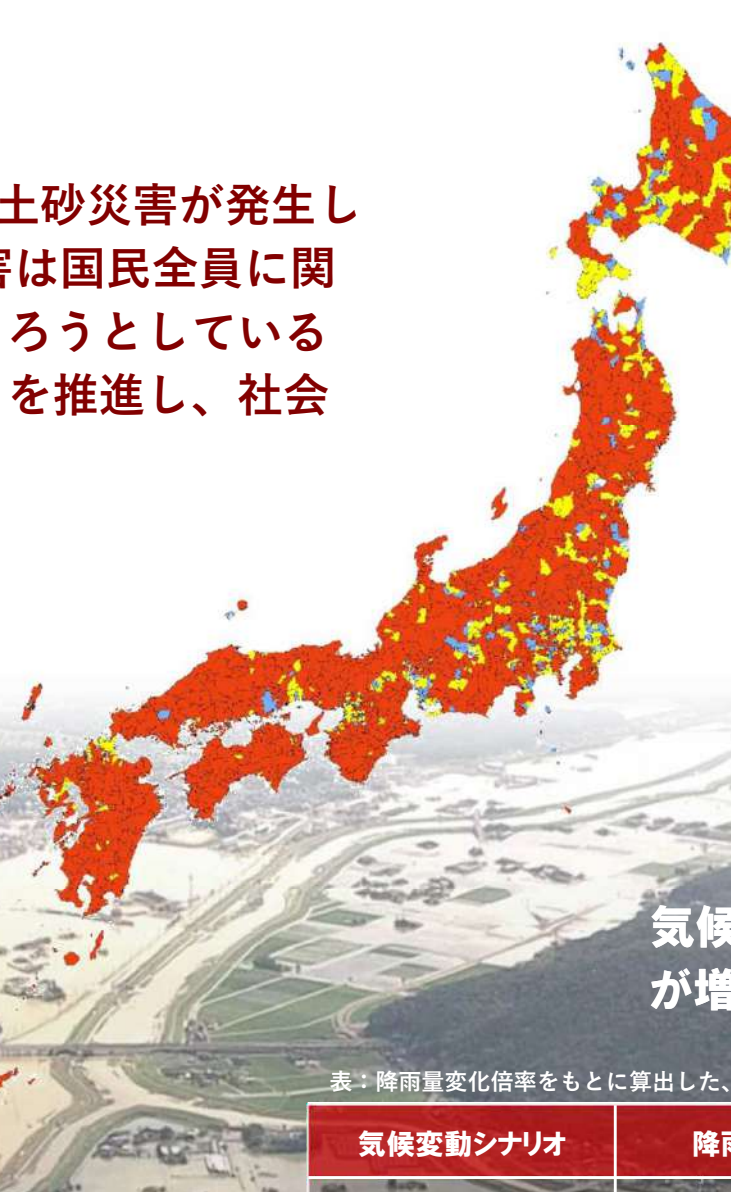 土砂災害が発生し
害は国民全員に関
ろうとしている
を推進し、社会
気候
が増
表：降雨量変化倍率をもとに算出した、
気候変動シナリオ
降雨